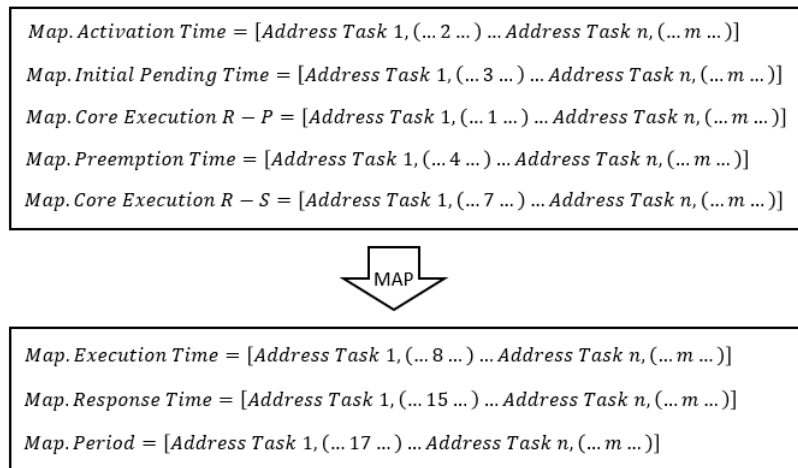 Map. Activation Time = [Address Task 1, (… 2 …) … Address Task n, (… m …)]
Map. Initial Pending Time = [Address Task 1, (… 3 …) … Address Task n, (… m …)]
Map. Core Execution R − P = [Address Task 1, (… 1 …) … Address Task n, (… m …)]
Map. Preemption Time = [Address Task 1, (… 4 …) … Address Task n, (… m …)]
Map. Core Execution R − S = [Address Task 1, (… 7 …) … Address Task n, (… m …)]
MAP
Map. Execution Time = [Address Task 1, (… 8 …) … Address Task n, (… m …)]
Map. Response Time = [Address Task 1, (… 15 …) … Address Task n, (… m …)]
Map. Period = [Address Task 1, (… 17 …) … Address Task n, (… m …)]